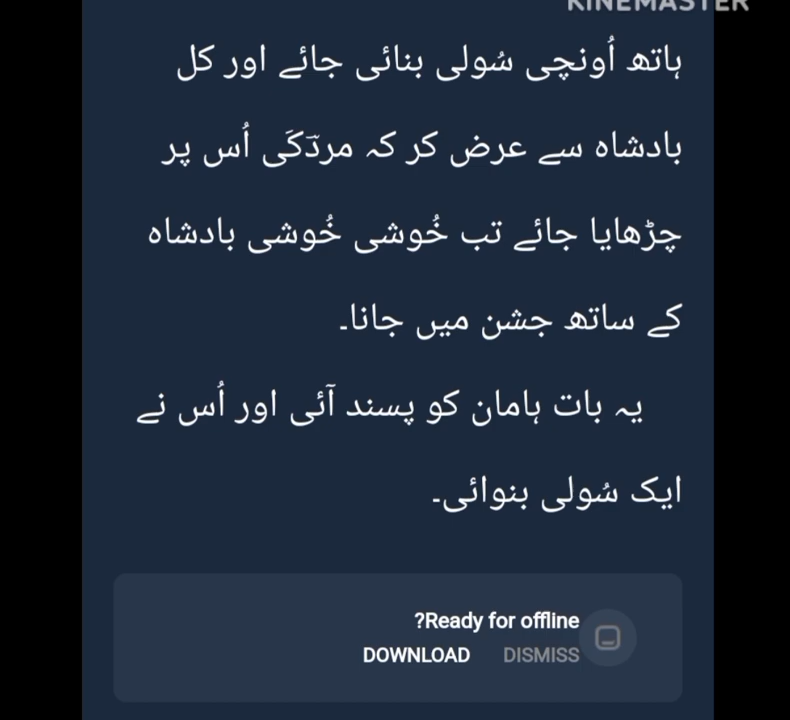 KINEMASTER
ہاتھ اُونچی سُولی بنائی جائے اور کل
بادشاہ سے عرض کر کہ مردؔکَی اُس پر
چڑھایا جائے تب خُوشی خُوشی بادشاہ
کے ساتھ جشن میں جانا۔
یہ بات ہامان کو پسند آئی اور اُس نے
ایک سُولی بنوائی۔
?Ready for offline
DOWNLOAD DISMISS